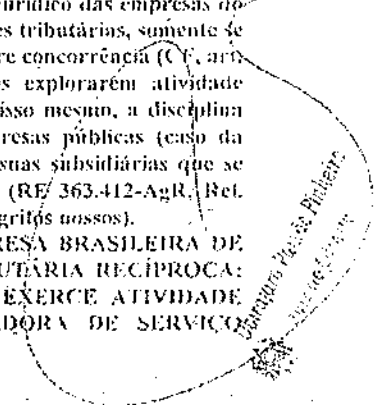 jurídico das empresas do
es tributárias, somente se
re concorrência (CF, art.
s explorarem atividade
isso mesmo, a disciplina
resas públicas (caso da
suas subsidiárias que se
(RE 363.412-AgR, Rel.
grifos nossos).
RESA BRASILEIRA DE
UTÁRIA RECÍPROCA:
EXERCE ATIVIDADE
ADORA DE SERVIÇO
Pinheiro